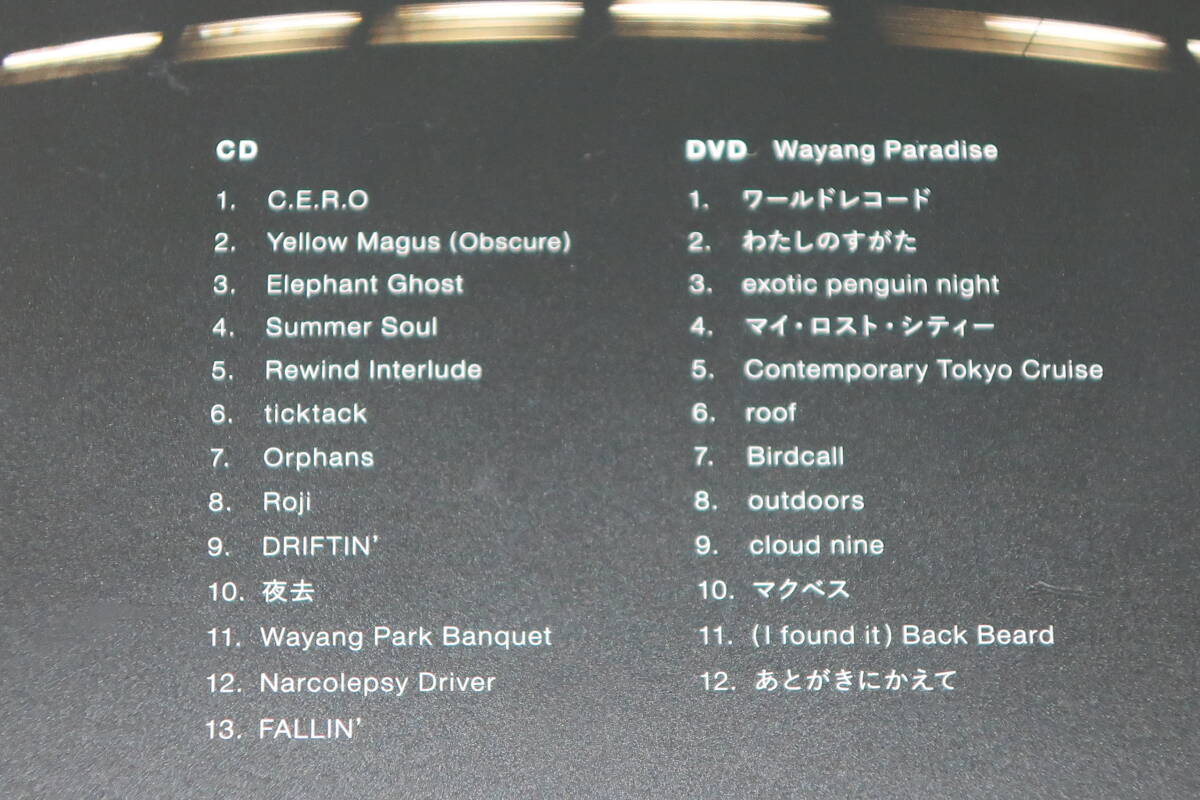 CD
1. C.E.R.O
2. Yellow Magus (Obscure)
3. Elephant Ghost
4. Summer Soul
5. Rewind Interlude
6. ticktack
7. Orphans
8. Roji
9. DRIFTIN’
10. 夜去
11. Wayang Park Banquet
12. Narcolepsy Driver
13. FALLIN’
DVD Wayang Paradise
1. ワールドレコード
2. わたしのすがた
3. exotic penguin night
4. マイ・ロスト・シティー
5. Contemporary Tokyo Cruise
6. roof
7. Birdcall
8. outdoors
9. cloud nine
10. マクベス
11. (I found it) Back Beard
12. あとがきにかえて